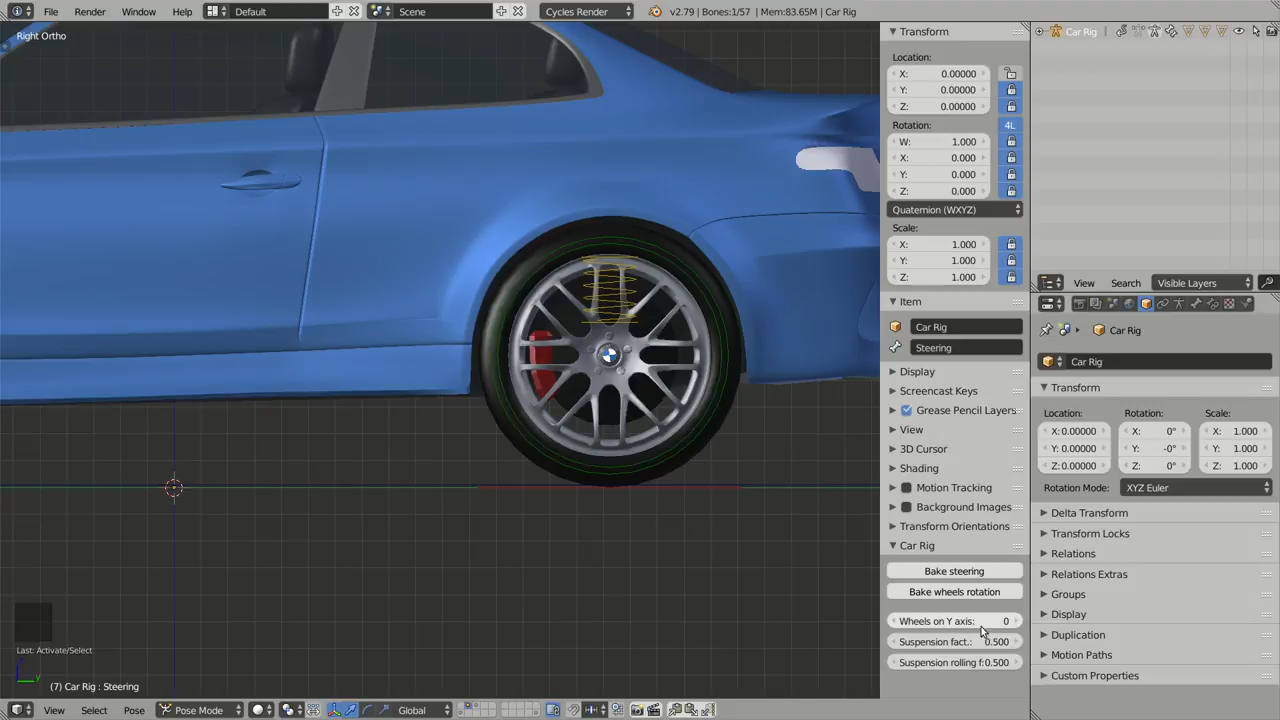 File Render Window Help Default Scene Cycles Render v2.79 | Bones:1/57 | Mem:83.65M | Car Rig
Right Ortho
Transform
Location:
X: 0.00000
Y: 0.00000
Z: 0.00000
Rotation: 4L
W: 1.000
X: 0.000
Y: 0.000
Z: 0.000
Quaternion (WXYZ)
Scale:
X: 1.000
Y: 1.000
Z: 1.000
Item
Car Rig
Steering
Display
Screencast Keys
Grease Pencil Layers
View
3D Cursor
Shading
Motion Tracking
Background Images
Transform Orientations
Car Rig
Bake steering
Bake wheels rotation
Wheels on Y axis: 0
Suspension fact.: 0.500
Suspension rolling f: 0.500
Car Rig
View Search Visible Layers
Car Rig
Car Rig
Transform
Location: Rotation: Scale:
X: 0.00000 X: 0° X: 1.000
Y: 0.00000 Y: -0° Y: 1.000
Z: 0.00000 Z: 0° Z: 1.000
Rotation Mode: XYZ Euler
Delta Transform
Transform Locks
Relations
Relations Extras
Groups
Display
Duplication
Motion Paths
Custom Properties
Last: Activate/Select
z
y
(7) Car Rig : Steering
View Select Pose Pose Mode Global